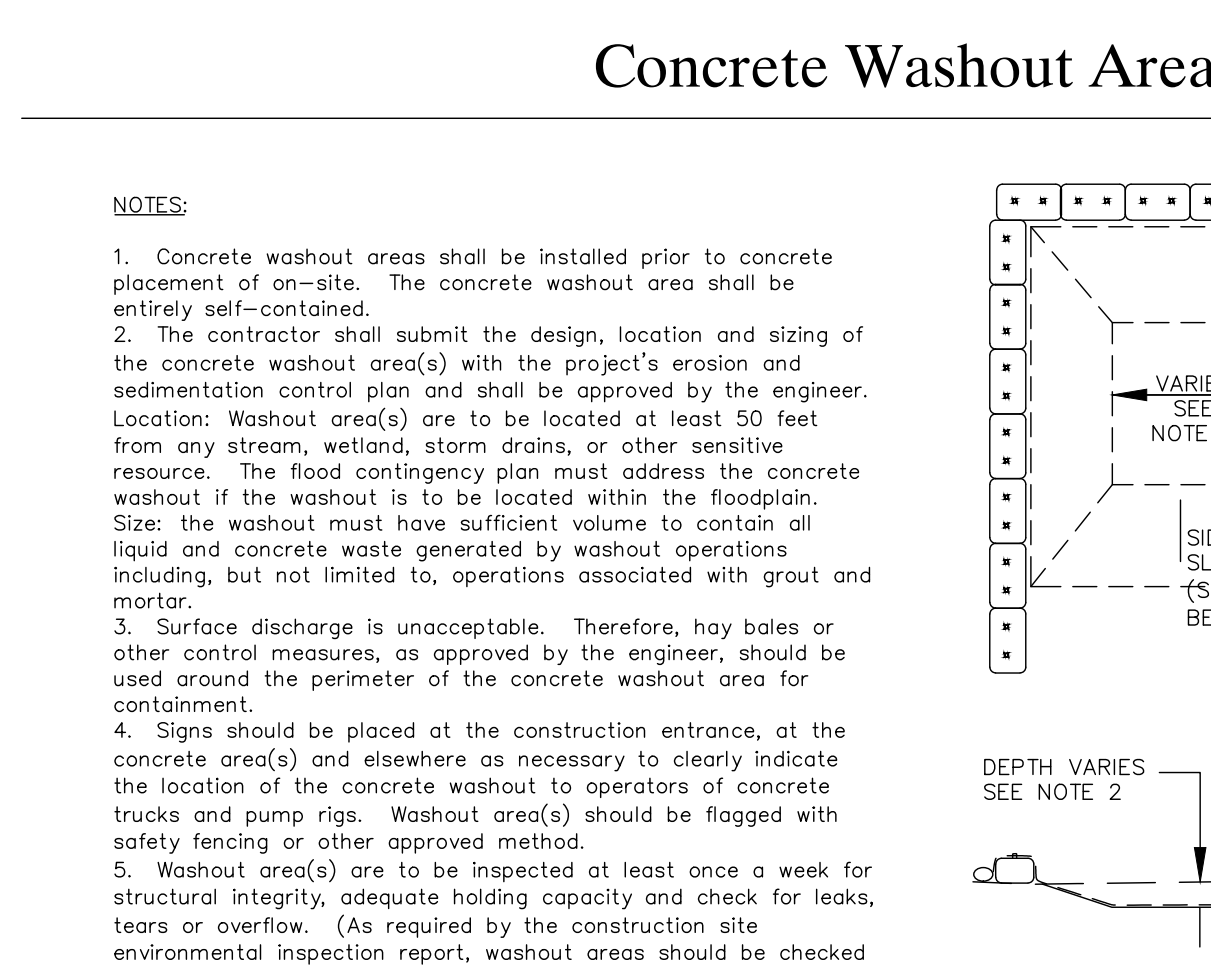 Concrete Washout Area
NOTES:
1.  Concrete washout areas shall be installed prior to concrete
placement of on-site.  The concrete washout area shall be
entirely self-contained.
2.  The contractor shall submit the design, location and sizing of
the concrete washout area(s) with the project's erosion and
sedimentation control plan and shall be approved by the engineer.
Location:  Washout area(s) are to be located at least 50 feet
from any stream, wetland, storm drains, or other sensitive
resource.  The flood contingency plan must address the concrete
washout if the washout is to be located within the floodplain.
Size:  the washout must have sufficient volume to contain all
liquid and concrete waste generated by washout operations
including, but not limited to, operations associated with grout and
mortar.
3.  Surface discharge is unacceptable.  Therefore, hay bales or
other control measures, as approved by the engineer, should be
used around the perimeter of the concrete washout area for
containment.
4.  Signs should be placed at the construction entrance, at the
concrete area(s) and elsewhere as necessary to clearly indicate
the location of the concrete washout to operators of concrete
trucks and pump rigs.  Washout area(s) should be flagged with
safety fencing or other approved method.
5.  Washout area(s) are to be inspected at least once a week for
structural integrity, adequate holding capacity and check for leaks,
tears or overflow.  (As required by the construction site
environmental inspection report, washout areas should be checked
VARIE
SEE
NOTE
SID
SL
(S
BE
DEPTH VARIES
SEE NOTE 2